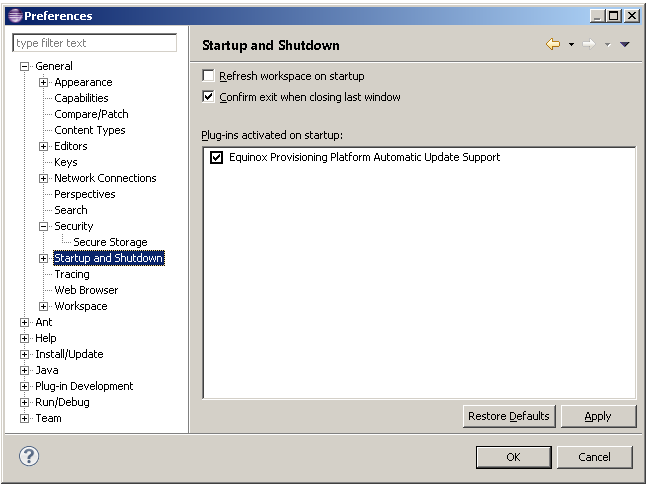 Preferences
type filter text
General
Appearance
Capabilities
Compare/Patch
Content Types
Editors
Keys
Network Connections
Perspectives
Search
Security
Secure Storage
Startup and Shutdown
Tracing
Web Browser
Workspace
Ant
Help
Install/Update
Java
Plug-in Development
Run/Debug
Team
Startup and Shutdown
Refresh workspace on startup
Confirm exit when closing last window
Plug-ins activated on startup:
Equinox Provisioning Platform Automatic Update Support
Restore Defaults Apply
? OK Cancel